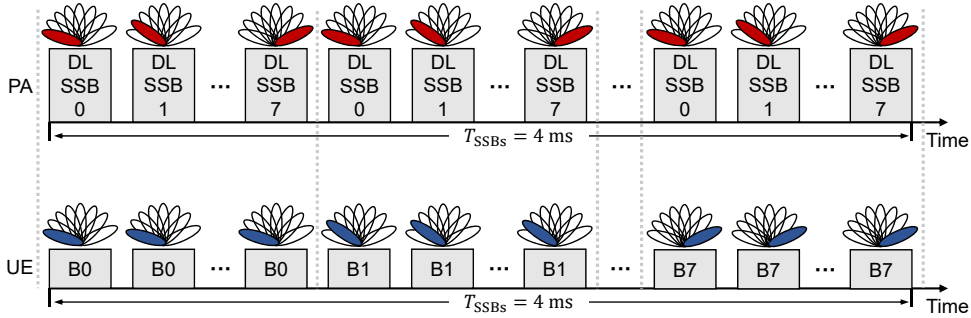 DL SSB 0
DL SSB 1
...
DL SSB 7
DL SSB 0
DL SSB 1
...
DL SSB 7
...
DL SSB 0
DL SSB 1
...
DL SSB 7
PA
T_SSBs = 4 ms
Time
UE
B0
B0
...
B0
B1
B1
...
B1
...
B7
B7
...
B7
T_SSBs = 4 ms
Time